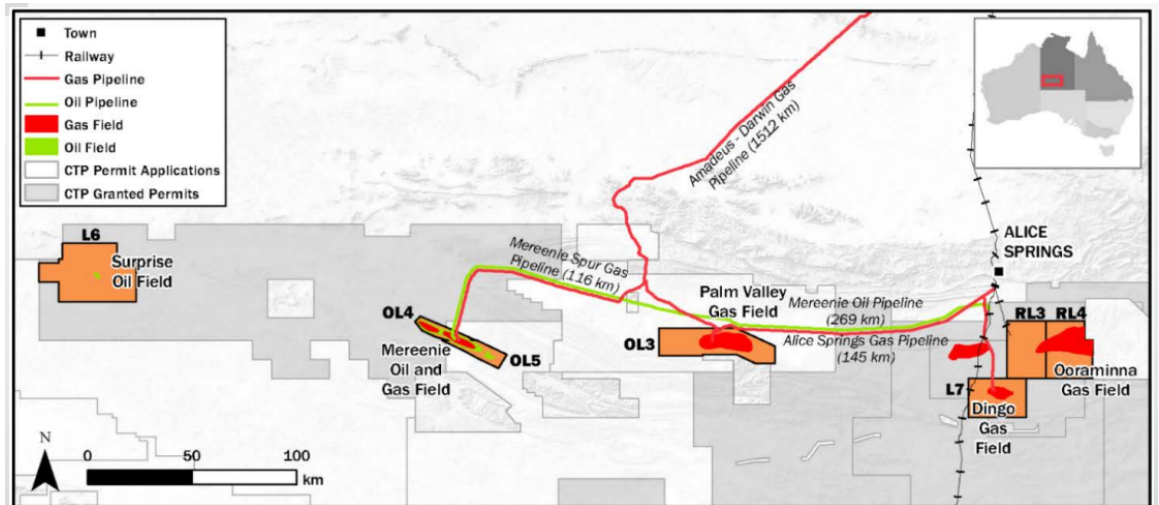 Town
Railway
Gas Pipeline
Oil Pipeline
Gas Field
Oil Field
CTP Permit Applications
CTP Granted Permits
Amadeus - Darwin Gas
Pipeline (1512 km)
ALICE
SPRINGS
L6
Surprise
Oil Field
Mereenie Spur Gas
Pipeline (116 km)
Palm Valley
Gas Field
Mereenie Oil Pipeline
(269 km)
OL4
OL5
Mereenie
Oil and
Gas Field
OL3
Alice Springs Gas Pipeline
(145 km)
RL3
RL4
Ooraminna
Gas Field
L7
Dingo
Gas
Field
N
0
50
100
km